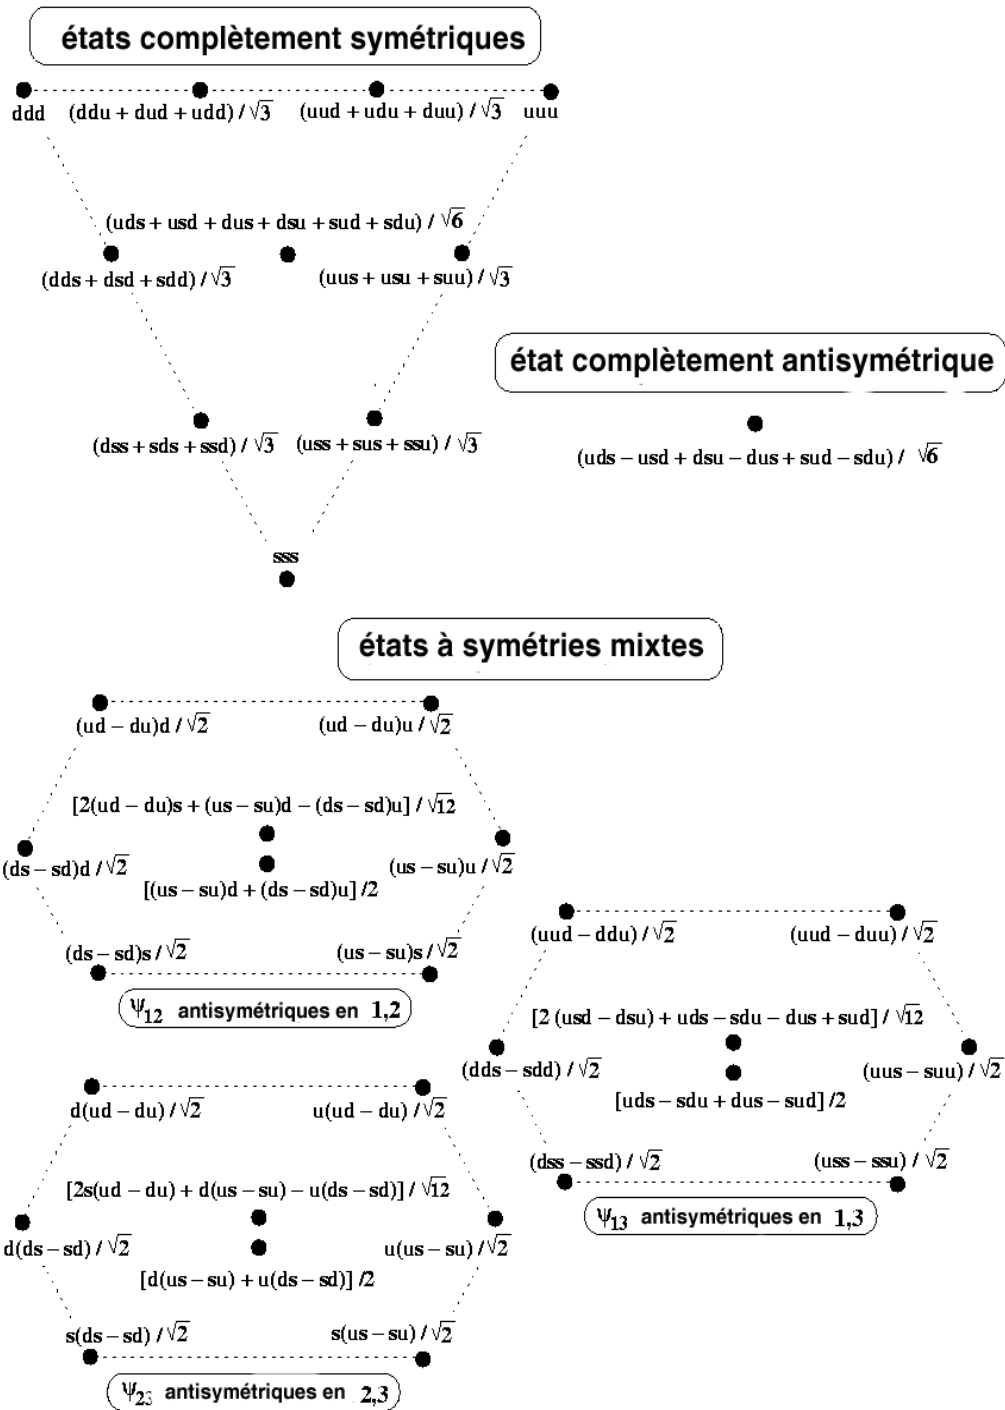 états complètement symétriques
ddd (ddu + dud + udd) / √3 (uud + udu + duu) / √3 uuu
(uds + usd + dus + dsu + sud + sdu) / √6
(dds + dsd + sdd) / √3 (uus + usu + suu) / √3
(dss + sds + ssd) / √3 (uss + sus + ssu) / √3
sss
état complètement antisymétrique
(uds − usd + dsu − dus + sud − sdu) / √6
états à symétries mixtes
(ud − du)d / √2 (ud − du)u / √2
[2(ud − du)s + (us − su)d − (ds − sd)u] / √12
(ds − sd)d / √2 (us − su)u / √2
[(us − su)d + (ds − sd)u] /2
(ds − sd)s / √2 (us − su)s / √2
Ψ12 antisymétriques en 1,2
(uud − ddu) / √2 (uud − duu) / √2
[2 (usd − dsu) + uds − sdu − dus + sud] / √12
(dds − sdd) / √2 (uus − suu) / √2
[uds − sdu + dus − sud] /2
(dss − ssd) / √2 (uss − ssu) / √2
Ψ13 antisymétriques en 1,3
d(ud − du) / √2 u(ud − du) / √2
[2s(ud − du) + d(us − su) − u(ds − sd)] / √12
d(ds − sd) / √2 u(us − su) / √2
[d(us − su) + u(ds − sd)] /2
s(ds − sd) / √2 s(us − su) / √2
Ψ23 antisymétriques en 2,3